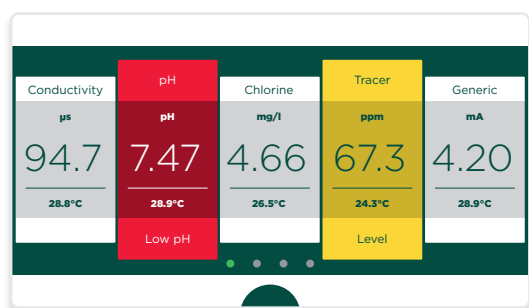 Conductivity
µs
94.7
28.8°C
pH
pH
7.47
28.9°C
Low pH
Chlorine
mg/l
4.66
26.5°C
Tracer
ppm
67.3
24.3°C
Level
Generic
mA
4.20
28.9°C